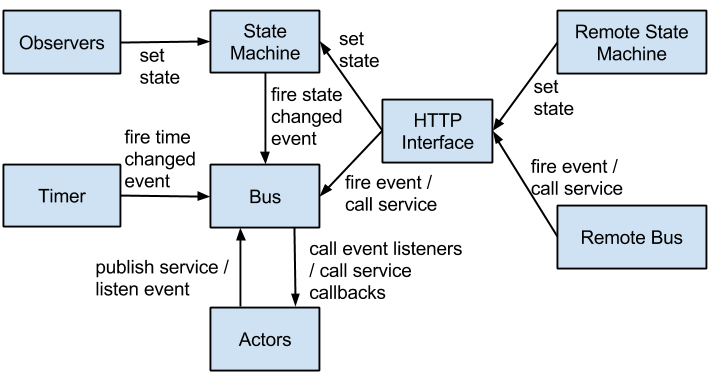 Observers
set
state
State
Machine
set
state
Remote State
Machine
set
state
fire state
changed
event
HTTP
Interface
fire time
changed
event
Timer
Bus
fire event /
call service
fire event /
call service
Remote Bus
publish service /
listen event
call event listeners
/ call service
callbacks
Actors